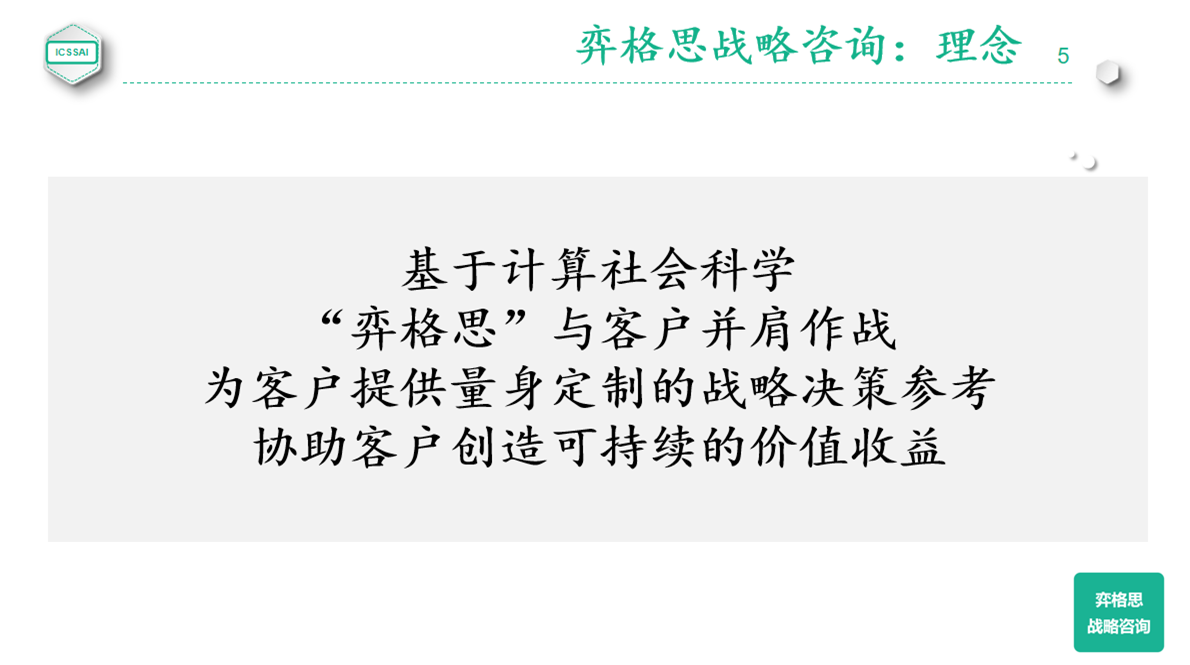 ICSSAI
弈格思战略咨询：理念
5
基于计算社会科学
“弈格思”与客户并肩作战
为客户提供量身定制的战略决策参考
协助客户创造可持续的价值收益
弈格思
战略咨询